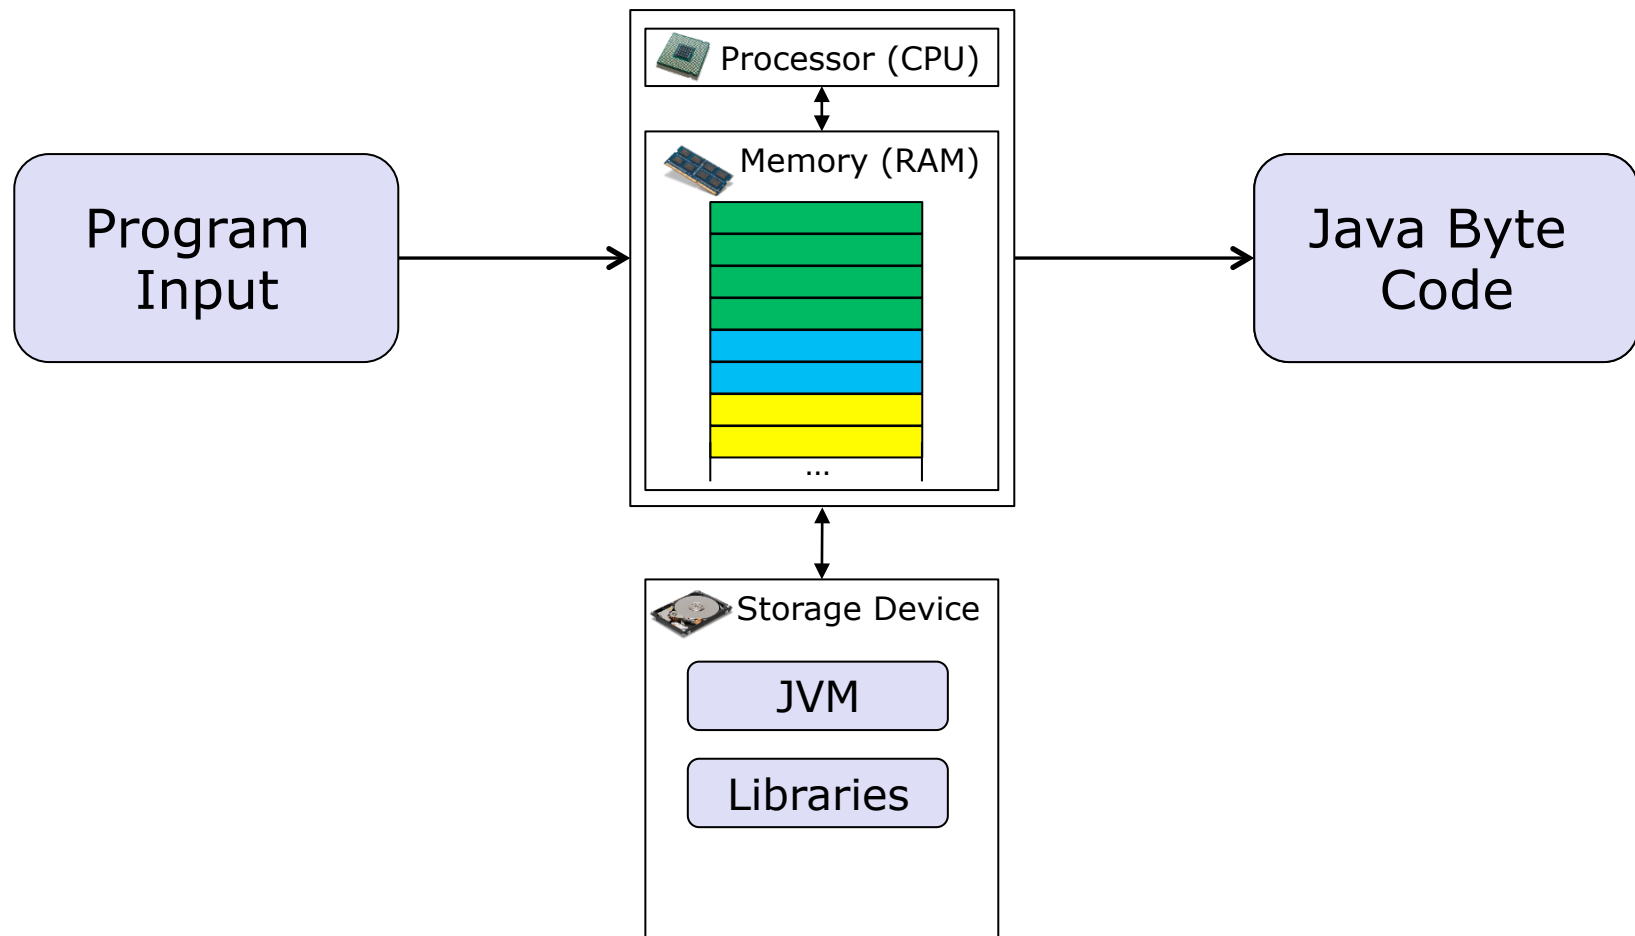 Processor (CPU)
Memory (RAM)
Program
Input
Java Byte
Code
...
Storage Device
JVM
Libraries